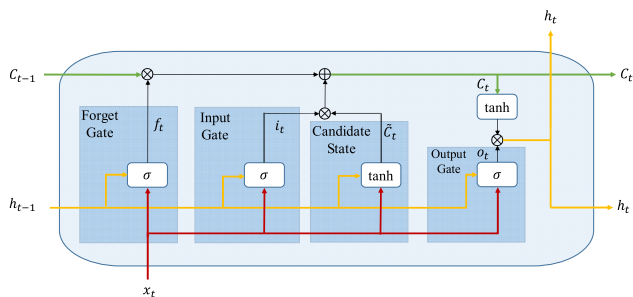 h_t
C_{t-1}
C_t
C_t
Forget
Gate
f_t
Input
Gate
i_t
Candidate
State
C̃_t
tanh
Output
Gate
o_t
σ
σ
tanh
σ
h_{t-1}
h_t
x_t